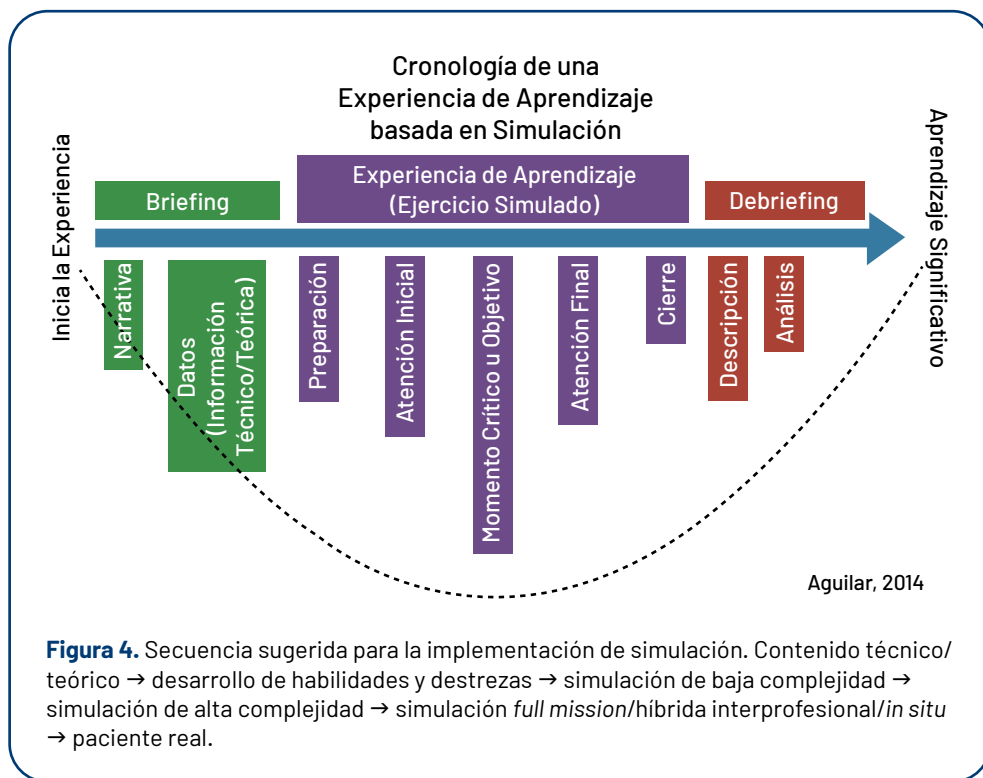 Cronología de una
Experiencia de Aprendizaje
basada en Simulación
Inicia la Experiencia
Briefing
Experiencia de Aprendizaje
(Ejercicio Simulado)
Debriefing
Aprendizaje Significativo
Narrativa
Datos
(Información
Técnico/Teórica)
Preparación
Atención Inicial
Momento Crítico u Objetivo
Atención Final
Cierre
Descripción
Análisis
Aguilar, 2014
Figura 4. Secuencia sugerida para la implementación de simulación. Contenido técnico/
teórico → desarrollo de habilidades y destrezas → simulación de baja complejidad →
simulación de alta complejidad → simulación full mission/híbrida interprofesional/in situ
→ paciente real.